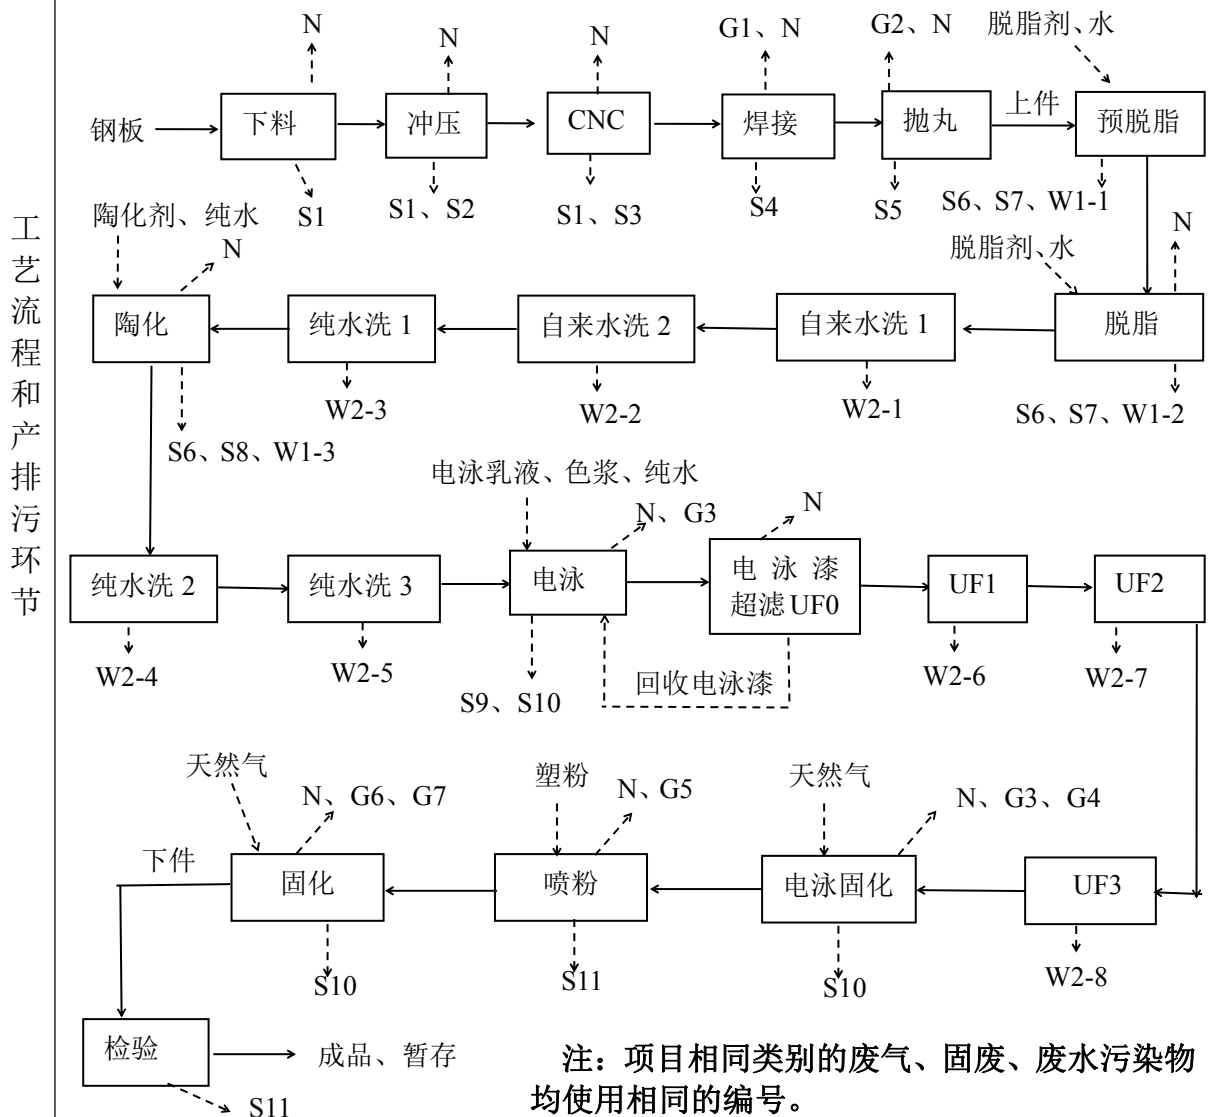 工艺流程和产排污环节
N
N
N
G1、N
G2、N
脱脂剂、水
钢板
下料
冲压
CNC
焊接
抛丸
上件
预脱脂
S1
S1、S2
S1、S3
S4
S5
S6、S7、W1-1
陶化剂、纯水
N
脱脂剂、水
N
陶化
纯水洗 1
自来水洗 2
自来水洗 1
脱脂
S6、S8、W1-3
W2-3
W2-2
W2-1
S6、S7、W1-2
电泳乳液、色浆、纯水
N、G3
N
纯水洗 2
纯水洗 3
电泳
电泳漆
超滤 UF0
UF1
UF2
W2-4
W2-5
S9、S10
回收电泳漆
W2-6
W2-7
天然气
N、G6、G7
塑粉
N、G5
天然气
N、G3、G4
下件
固化
喷粉
电泳固化
UF3
S10
S11
S10
W2-8
检验
成品、暂存
S11
注：项目相同类别的废气、固废、废水污染物
均使用相同的编号。